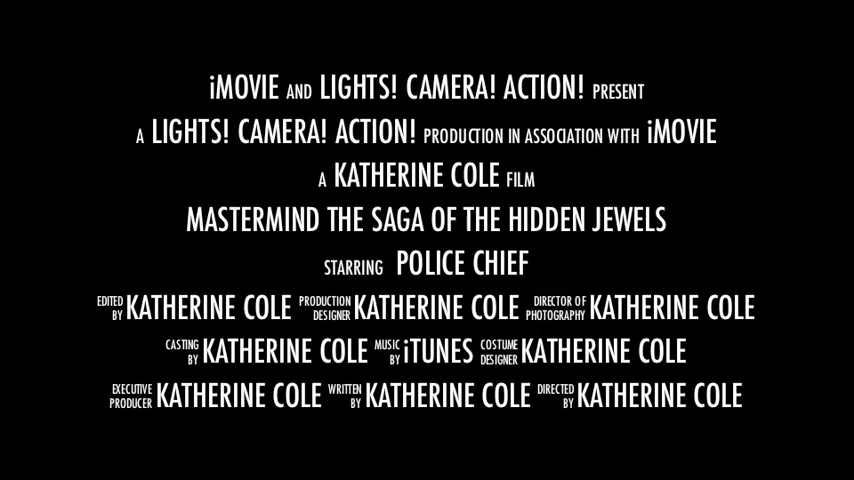 iMOVIE AND LIGHTS! CAMERA! ACTION! PRESENT
A LIGHTS! CAMERA! ACTION! PRODUCTION IN ASSOCIATION WITH iMOVIE
A KATHERINE COLE FILM
MASTERMIND THE SAGA OF THE HIDDEN JEWELS
STARRING POLICE CHIEF
EDITED BY KATHERINE COLE PRODUCTION DESIGNER KATHERINE COLE DIRECTOR OF PHOTOGRAPHY KATHERINE COLE
CASTING BY KATHERINE COLE MUSIC BY iTUNES COSTUME DESIGNER KATHERINE COLE
EXECUTIVE PRODUCER KATHERINE COLE WRITTEN BY KATHERINE COLE DIRECTED BY KATHERINE COLE